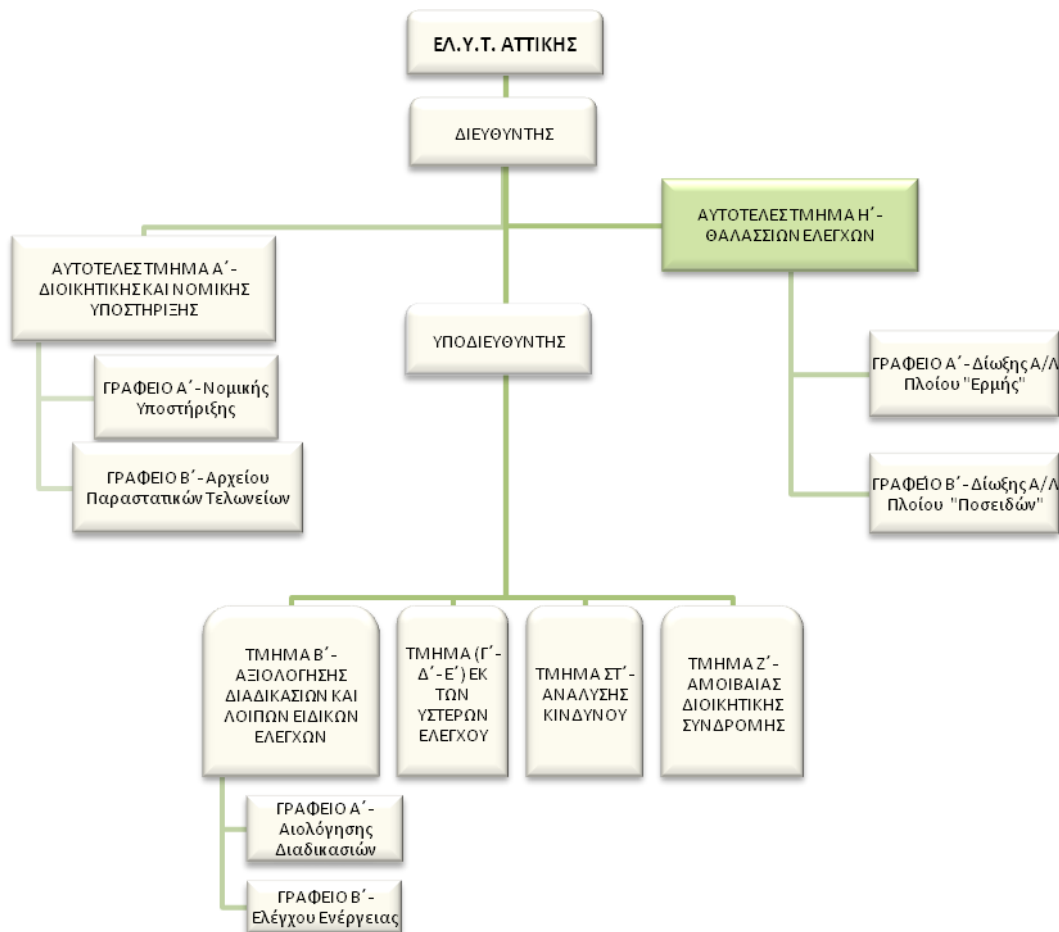 ΕΛ.Υ.Τ. ΑΤΤΙΚΗΣ
ΔΙΕΥΘΥΝΤΗΣ
ΑΥΤΟΤΕΛΕΣ ΤΜΗΜΑ Η΄-
ΘΑΛΑΣΣΙΩΝ ΕΛΕΓΧΩΝ
ΑΥΤΟΤΕΛΕΣ ΤΜΗΜΑ Α΄-
ΔΙΟΙΚΗΤΙΚΗΣ ΚΑΙ ΝΟΜΙΚΗΣ
ΥΠΟΣΤΗΡΙΞΗΣ
ΥΠΟΔΙΕΥΘΥΝΤΗΣ
ΓΡΑΦΕΙΟ Α΄- Νομικής
Υποστήριξης
ΓΡΑΦΕΙΟ Β΄- Αρχείου
Παραστατικών Τελωνείων
ΓΡΑΦΕΙΟ Α΄- Δίωξης Α/Λ
Πλοίου "Ερμής"
ΓΡΑΦΕΊΟ Β΄- Δίωξης Α/Λ
Πλοίου "Ποσειδών"
ΤΜΗΜΑ Β΄-
ΑΞΙΟΛΟΓΗΣΗΣ
ΔΙΑΔΙΚΑΣΙΩΝ ΚΑΙ
ΛΟΙΠΩΝ ΕΙΔΙΚΩΝ
ΕΛΕΓΧΩΝ
ΤΜΗΜΑ (Γ΄-
Δ΄- Ε΄) ΕΚ
ΤΩΝ
ΥΣΤΕΡΩΝ
ΕΛΕΓΧΟΥ
ΤΜΗΜΑ ΣΤ΄-
ΑΝΑΛΥΣΗΣ
ΚΙΝΔΥΝΟΥ
ΤΜΗΜΑ Ζ΄-
ΑΜΟΙΒΑΙΑΣ
ΔΙΟΙΚΗΤΙΚΗΣ
ΣΥΝΔΡΟΜΗΣ
ΓΡΑΦΕΙΟ Α΄-
Αιολόγησης
Διαδικασιών
ΓΡΑΦΕΙΟ Β΄-
Ελέγχου Ενέργειας